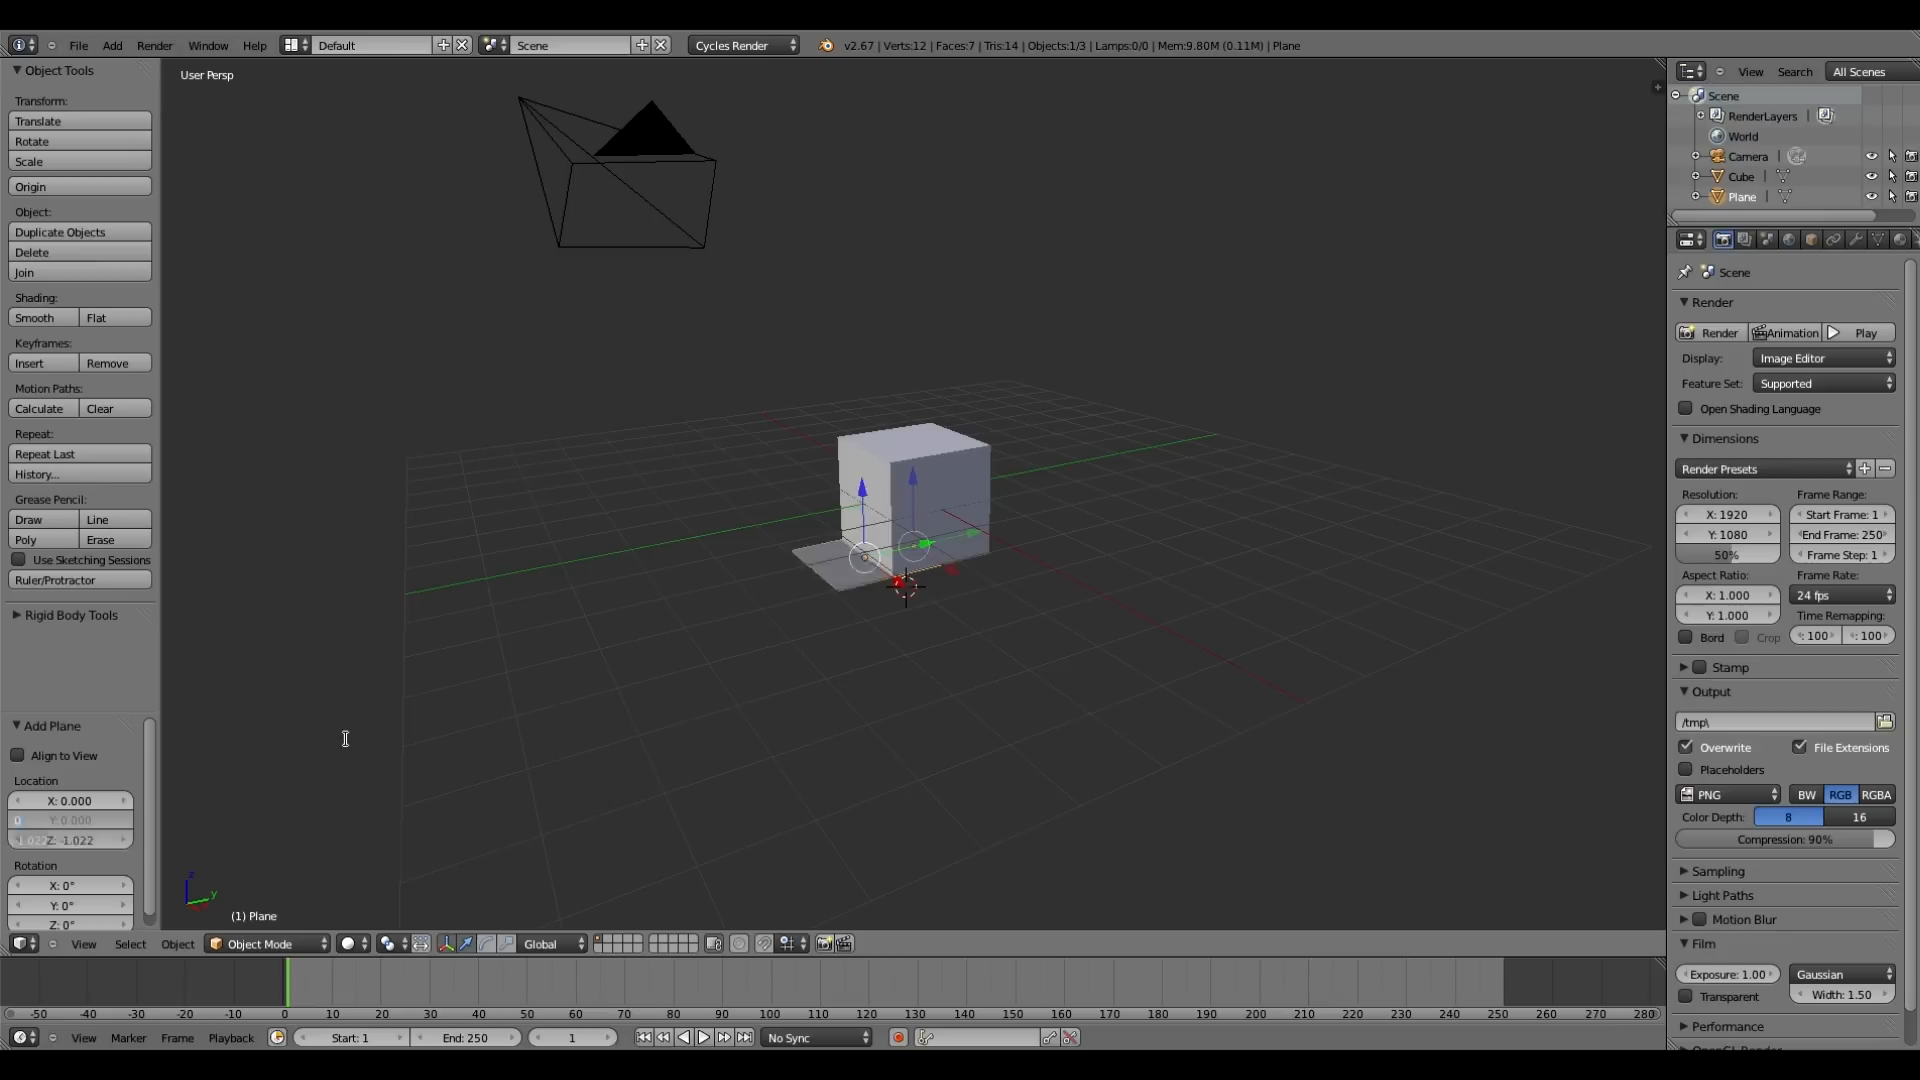 File Add Render Window Help Default Scene Cycles Render v2.67 | Verts:12 | Faces:7 | Tris:14 | Objects:1/3 | Lamps:0/0 | Mem:9.80M (0.11M) | Plane
Object Tools
Transform:
Translate
Rotate
Scale
Origin
Object:
Duplicate Objects
Delete
Join
Shading:
Smooth Flat
Keyframes:
Insert Remove
Motion Paths:
Calculate Clear
Repeat:
Repeat Last
History...
Grease Pencil:
Draw Line
Poly Erase
Use Sketching Sessions
Ruler/Protractor
Rigid Body Tools
Add Plane
Align to View
Location
X: 0.000
0 Y: 0.000
Z: -1.022
Rotation
X: 0°
Y: 0°
Z: 0°
User Persp
z
y
(1) Plane
View Select Object Object Mode Global
-50 -40 -30 -20 -10 0 10 20 30 40 50 60 70 80 90 100 110 120 130 140 150 160 170 180 190 200 210 220 230 240 250 260 270 280
View Marker Frame Playback Start: 1 End: 250 1 No Sync
View Search All Scenes
Scene
RenderLayers |
World
Camera |
Cube |
Plane |
Scene
Render
Render Animation Play
Display: Image Editor
Feature Set: Supported
Open Shading Language
Dimensions
Render Presets
Resolution: Frame Range:
X: 1920 Start Frame: 1
Y: 1080 End Frame: 250
50% Frame Step: 1
Aspect Ratio: Frame Rate:
X: 1.000 24 fps
Y: 1.000 Time Remapping:
Bord Crop : 100 : 100
Stamp
Output
/tmp\
Overwrite File Extensions
Placeholders
PNG BW RGB RGBA
Color Depth: 8 16
Compression: 90%
Sampling
Light Paths
Motion Blur
Film
Exposure: 1.00 Gaussian
Transparent Width: 1.50
Performance